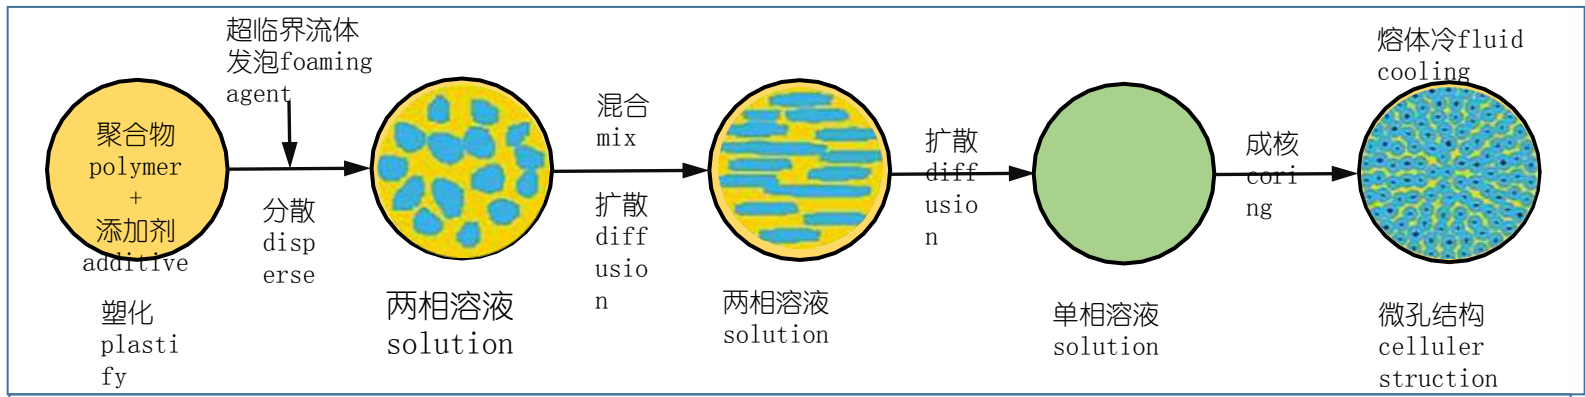 聚合物
polymer
+
添加剂
additive
塑化
plasti
fy
超临界流体
发泡foaming
agent
分散
disp
erse
两相溶液
solution
混合
mix
扩散
diff
usio
n
两相溶液
solution
扩散
diff
usio
n
单相溶液
solution
成核
cori
ng
熔体冷fluid
cooling
微孔结构
celluler
struction